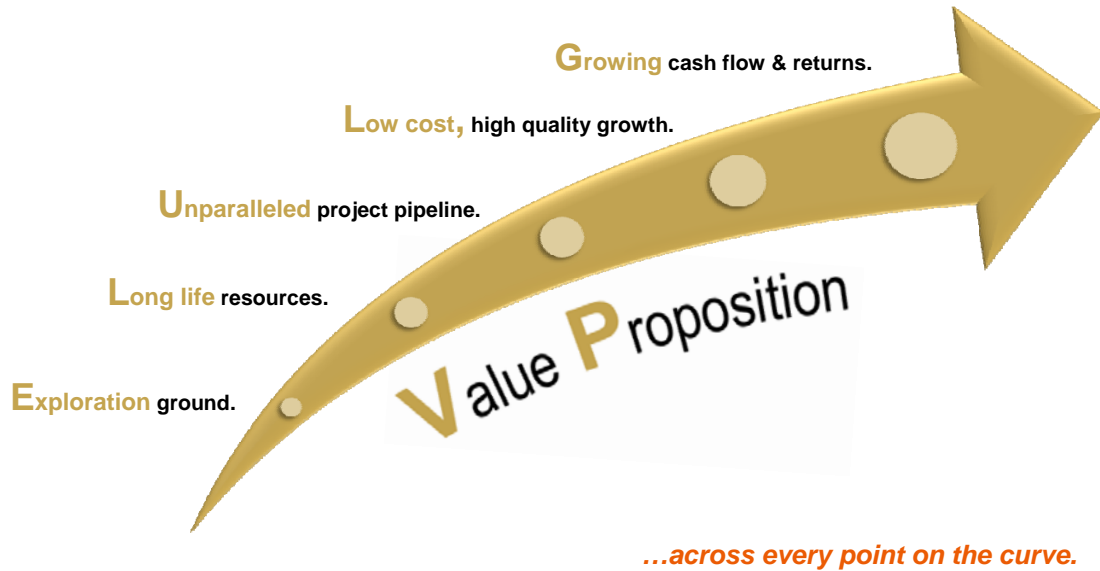 Growing cash flow & returns.
Low cost, high quality growth.
Unparalleled project pipeline.
Long life resources.
Exploration ground.
Value Proposition
…across every point on the curve.